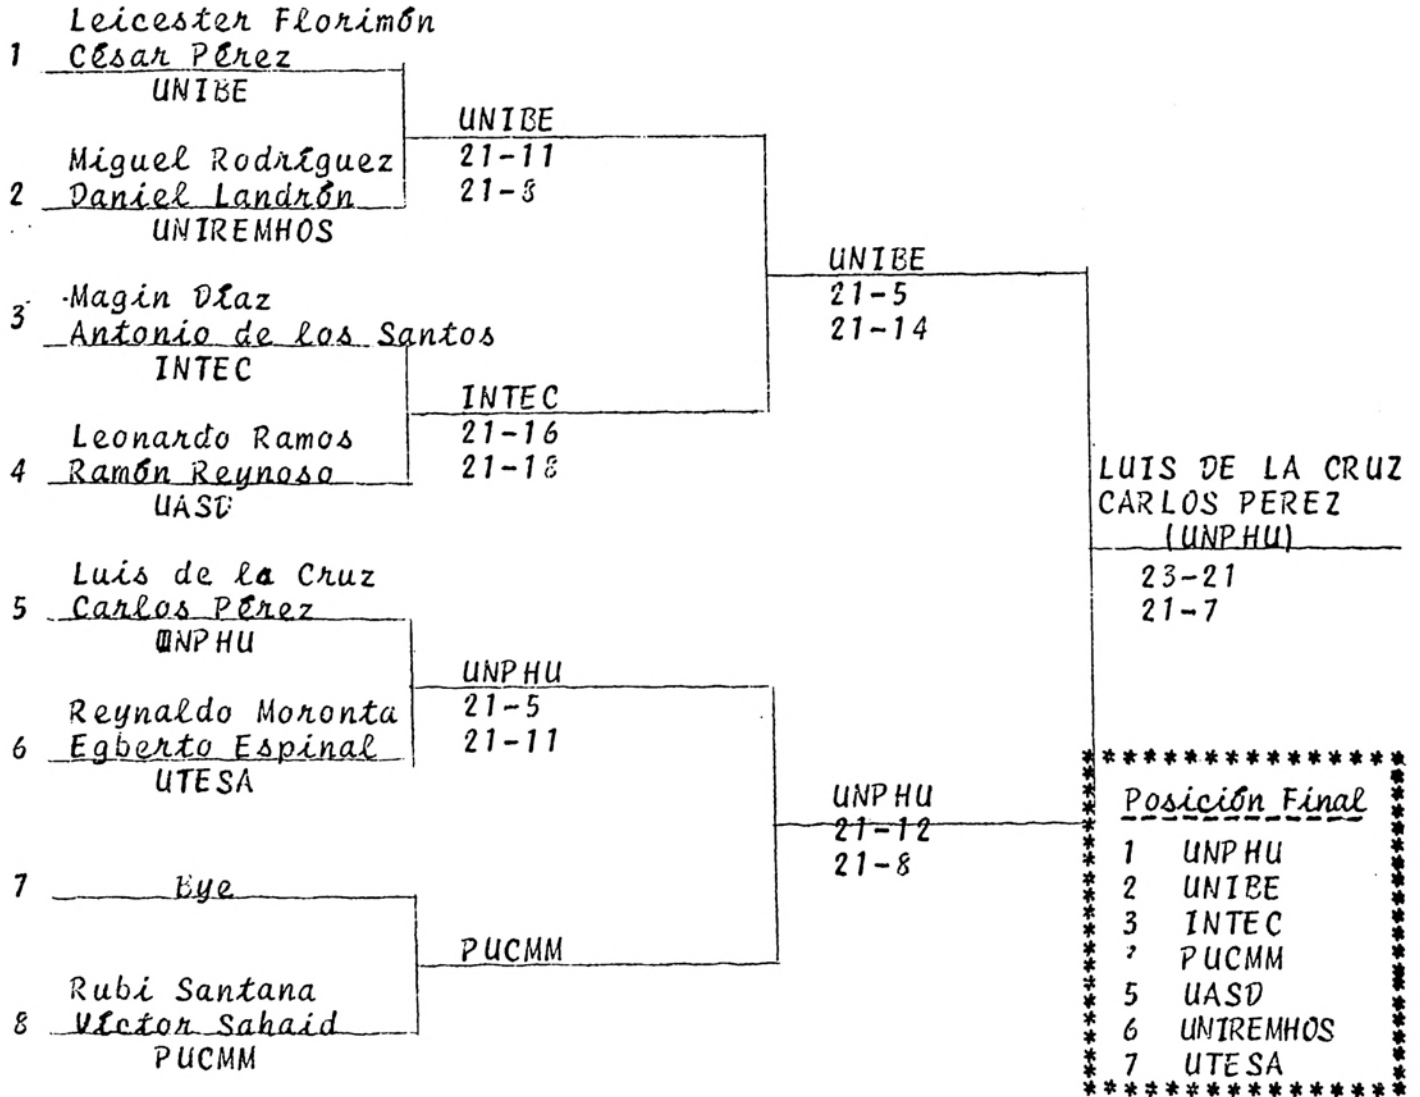 Leicester Florimón
1 César Pérez
UNIBE
UNIBE
21-11
21-8
Miguel Rodríguez
2 Daniel Landrón
UNIREMHOS
UNIBE
21-5
21-14
Magin Díaz
3 Antonio de los Santos
INTEC
INTEC
21-16
21-18
Leonardo Ramos
4 Ramón Reynoso
UASD
LUIS DE LA CRUZ
CARLOS PEREZ
(UNPHU)
23-21
21-7
Luis de la Cruz
5 Carlos Pérez
UNPHU
UNPHU
21-5
21-11
Reynaldo Moronta
6 Egberto Espinal
UTESA
UNPHU
21-12
21-8
7 Bye
PUCMM
Rubi Santana
8 Víctor Sahaid
PUCMM
Posición Final
1 UNPHU
2 UNIBE
3 INTEC
PUCMM
5 UASD
6 UNIREMHOS
7 UTESA